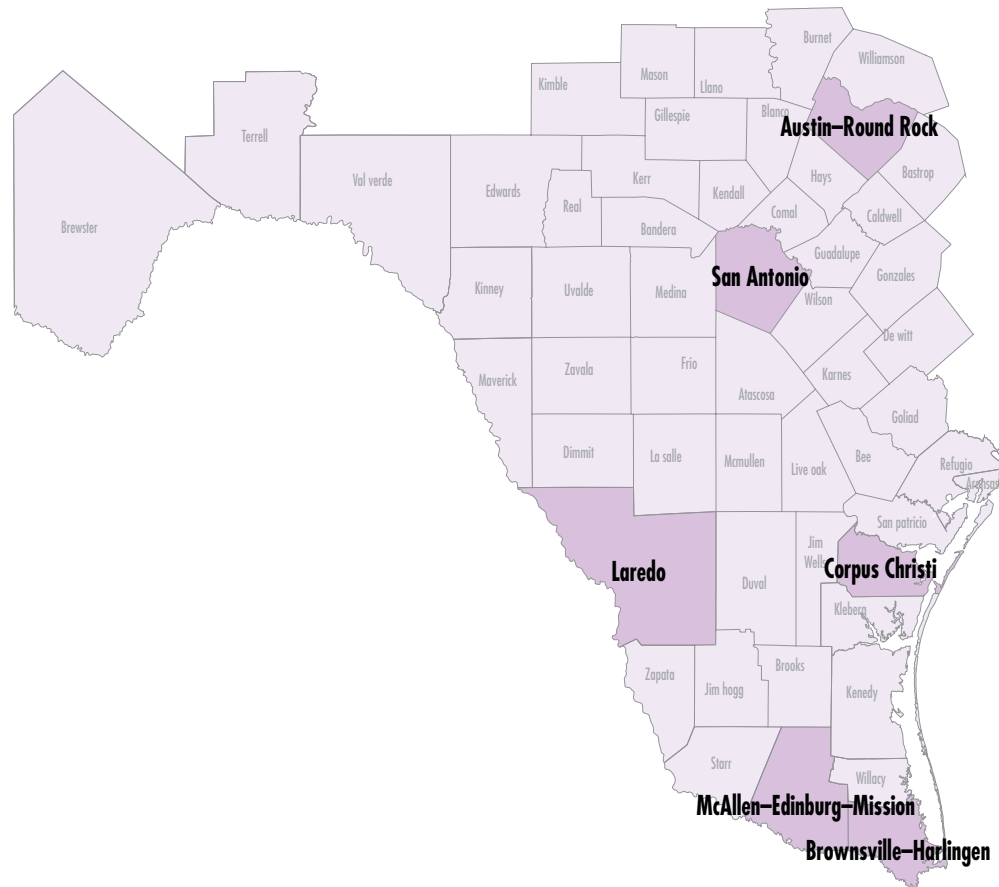 Burnet
Williamson
Kimble
Mason
Llano
Gillespie
Blanco
Austin–Round Rock
Terrell
Val verde
Edwards
Real
Kerr
Kendall
Hays
Bastrop
Brewster
Bandera
Comal
Caldwell
San Antonio
Guadalupe
Gonzales
Kinney
Uvalde
Medina
Wilson
De witt
Maverick
Zavala
Frio
Atascosa
Karnes
Goliad
Dimmit
La salle
Mcmullen
Live oak
Bee
Refugio
Aransas
San patricio
Laredo
Duval
Jim
Wells
Corpus Christi
Kleberg
Zapata
Jim hogg
Brooks
Kenedy
Starr
Willacy
McAllen–Edinburg–Mission
Brownsville–Harlingen